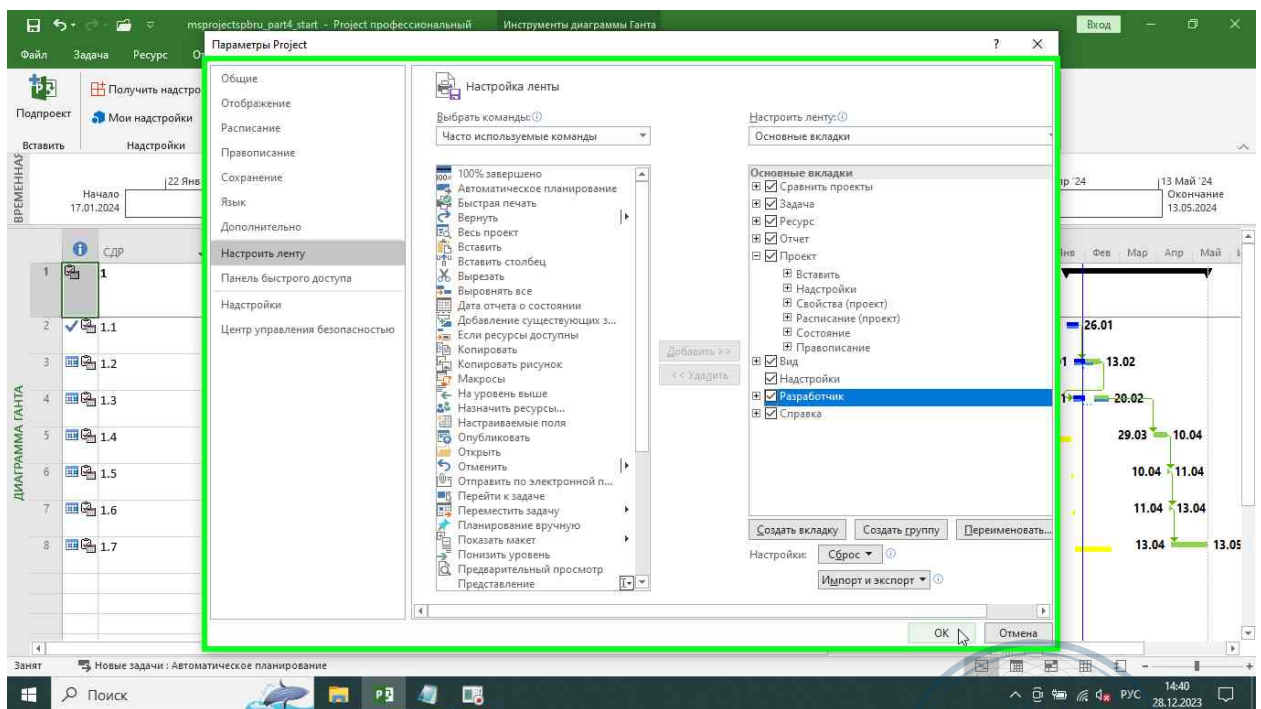 msprojectspbru_part4_start - Project профессиональный
Инструменты диаграммы Ганта
Вход
Файл
Задача
Ресурс
Параметры Project
Подпроект
Получить надстро
Мои надстройки
Вставить
Надстройки
ВРЕМЕННАЯ
22 Янв
Начало
17.01.2024
13 Май '24
Окончание
13.05.2024
Общие
Отображение
Расписание
Правописание
Сохранение
Язык
Дополнительно
Настроить ленту
Панель быстрого доступа
Надстройки
Центр управления безопасностью
Настройка ленты
Выбрать команды:
Часто используемые команды
100% завершено
Автоматическое планирование
Быстрая печать
Вернуть
Весь проект
Вставить
Вставить столбец
Вырезать
Выровнять все
Дата отчета о состоянии
Добавление существующих з...
Если ресурсы доступны
Копировать
Копировать рисунок
Макросы
На уровень выше
Назначить ресурсы...
Настраиваемые поля
Опубликовать
Открыть
Отменить
Отправить по электронной п...
Перейти к задаче
Переместить задачу
Планирование вручную
Показать макет
Понизить уровень
Предварительный просмотр
Представление
Добавить >>
<< Удалить
Настроить ленту:
Основные вкладки
Основные вкладки
Сравнить проекты
Задача
Ресурс
Отчет
Проект
Вставить
Надстройки
Свойства (проект)
Расписание (проект)
Состояние
Правописание
Вид
Надстройки
Разработчик
Справка
Создать вкладку
Создать группу
Переименовать...
Настройки:
Сброс
Импорт и экспорт
OK
Отмена
СДР
1 1
2 1.1
3 1.2
4 1.3
5 1.4
6 1.5
7 1.6
8 1.7
ДИАГРАММА ГАНТА
Фев Мар Апр Май
26.01
13.02
20.02
29.03 10.04
10.04 11.04
11.04 13.04
13.04 13.05
Занят
Новые задачи : Автоматическое планирование
Поиск
РУС
14:40
28.12.2023